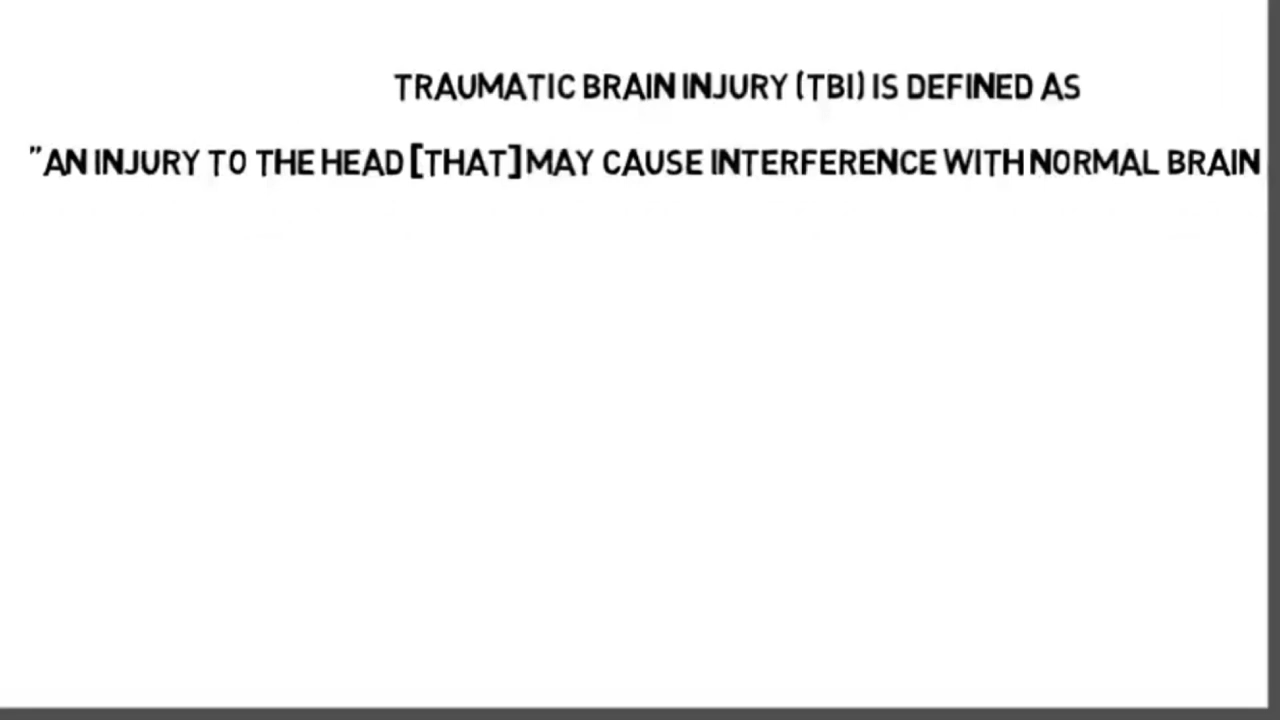 TRAUMATIC BRAIN INJURY (TBI) IS DEFINED AS
"AN INJURY TO THE HEAD [THAT] MAY CAUSE INTERFERENCE WITH NORMAL BRAIN